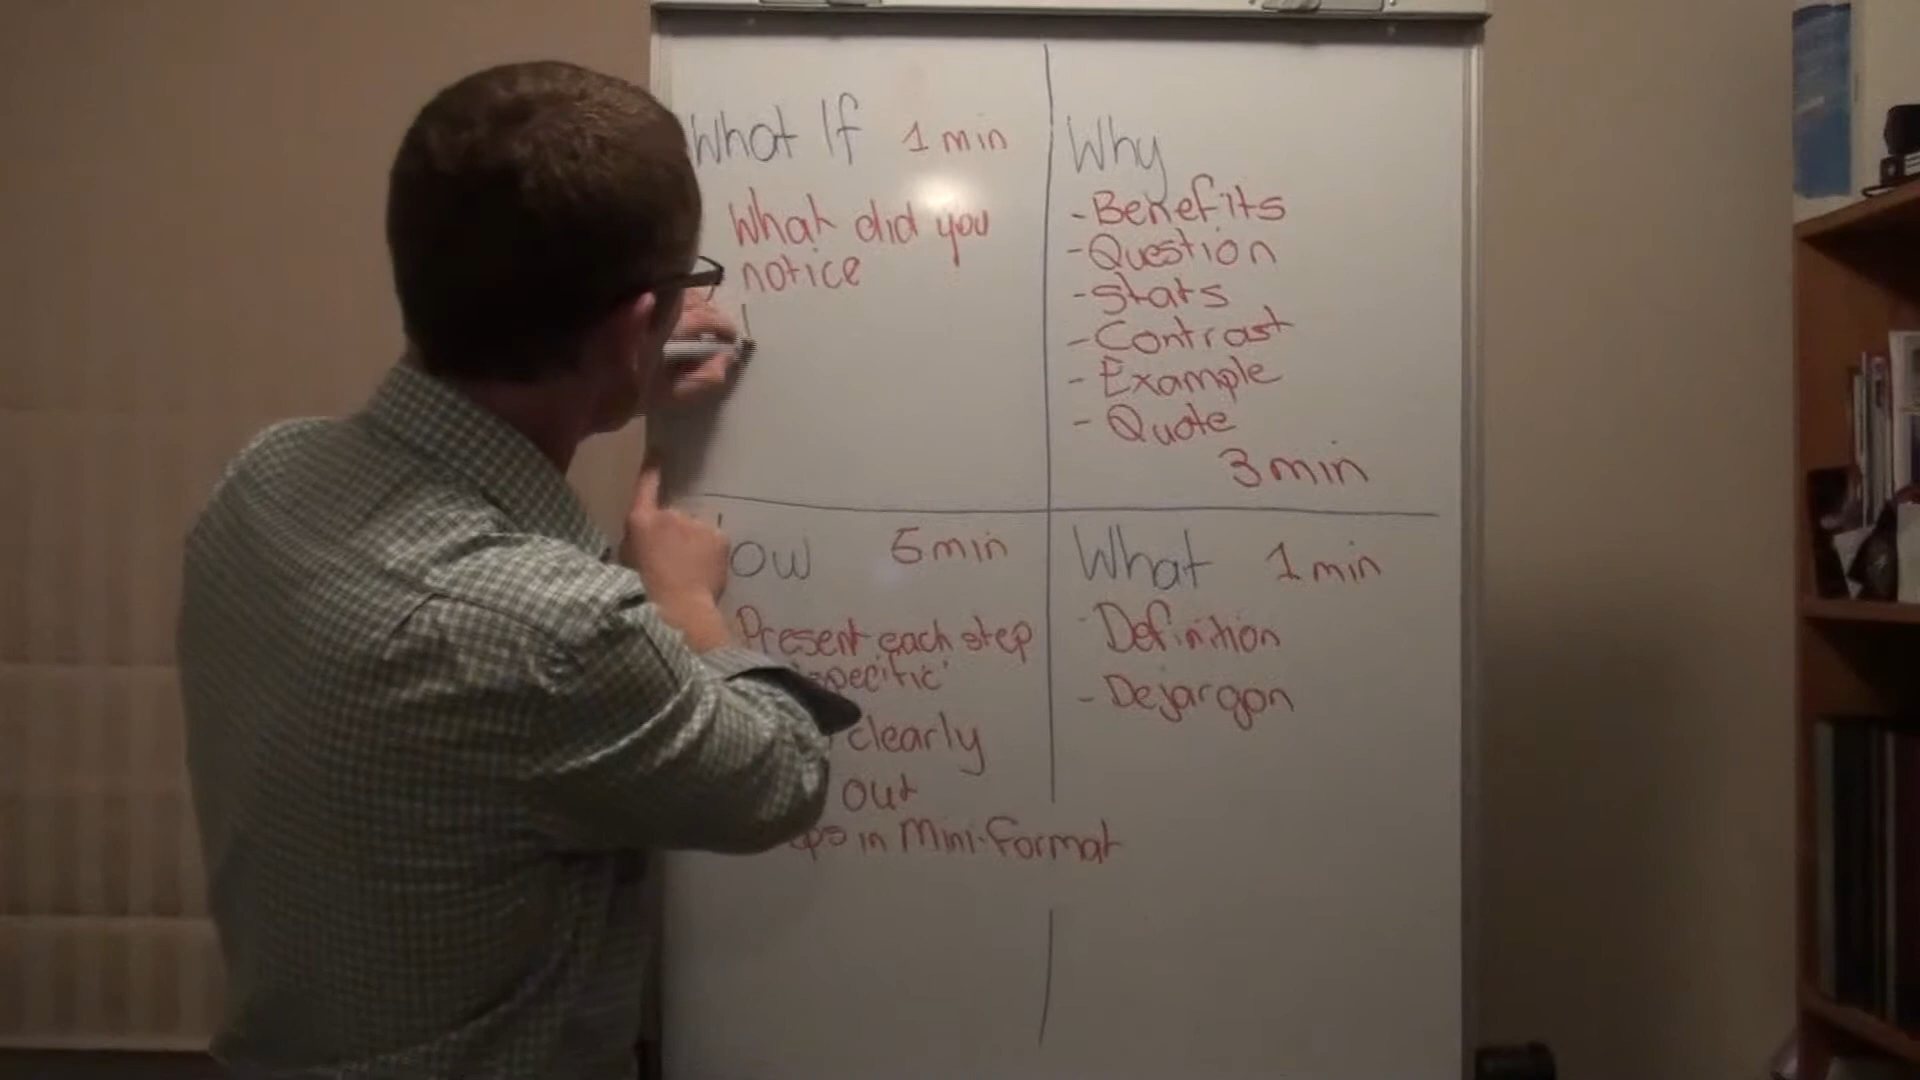 What If 1 min
What did you
notice
Why
- Benefits
- Question
- Stats
- Contrast
- Example
- Quote
3 min
ow 5 min
Present each step
specific'
clearly
out
ps in Mini-Format
What 1 min
Definition
- Dejargon